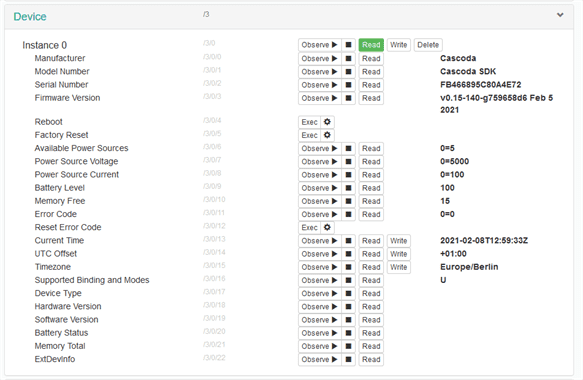 Device /3
Instance 0 /3/0 Observe Read Write Delete
Manufacturer /3/0/0 Observe Read Cascoda
Model Number /3/0/1 Observe Read Cascoda SDK
Serial Number /3/0/2 Observe Read FB466895C80A4E72
Firmware Version /3/0/3 Observe Read v0.15-140-g759658d6 Feb 5
2021
Reboot /3/0/4 Exec
Factory Reset /3/0/5 Exec
Available Power Sources /3/0/6 Observe Read 0=5
Power Source Voltage /3/0/7 Observe Read 0=5000
Power Source Current /3/0/8 Observe Read 0=100
Battery Level /3/0/9 Observe Read 100
Memory Free /3/0/10 Observe Read 15
Error Code /3/0/11 Observe Read 0=0
Reset Error Code /3/0/12 Exec
Current Time /3/0/13 Observe Read Write 2021-02-08T12:59:33Z
UTC Offset /3/0/14 Observe Read Write +01:00
Timezone /3/0/15 Observe Read Write Europe/Berlin
Supported Binding and Modes /3/0/16 Observe Read U
Device Type /3/0/17 Observe Read
Hardware Version /3/0/18 Observe Read
Software Version /3/0/19 Observe Read
Battery Status /3/0/20 Observe Read
Memory Total /3/0/21 Observe Read
ExtDevInfo /3/0/22 Observe Read